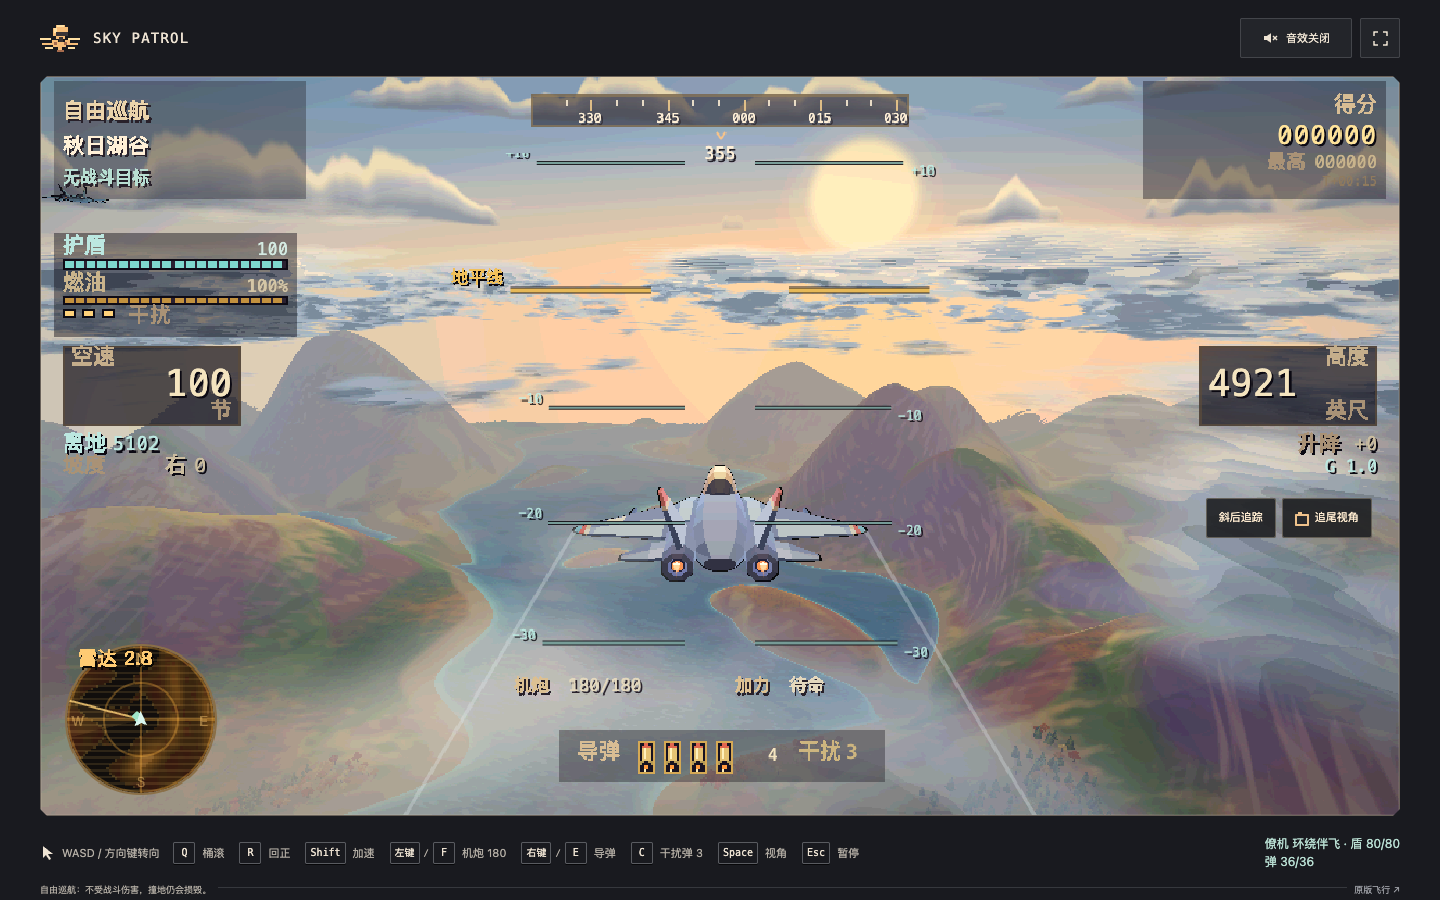 SKY PATROL
音效关闭
自由巡航
秋日湖谷
无战斗目标
330 345 000 015 030
355
得分
000000
最高 000000
+10
+10
护盾 100
燃油 100%
干扰
地平线
空速
100
节
离地 5102
右 0
高度
4921
英尺
升降 +0
G 1.0
-10
-10
-20
-20
-30
-30
斜后追踪
追尾视角
雷达 2.8
W E
S
机炮 180/180 加力 待命
导弹 4 干扰 3
WASD / 方向键转向 Q 桶滚 R 回正 Shift 加速 左键 / F 机炮 180 右键 / E 导弹 C 干扰弹 3 Space 视角 Esc 暂停
僚机 环绕伴飞 · 盾 80/80
弹 36/36
自由巡航：不受战斗伤害，撞地仍会损毁。
原版飞行 ↗